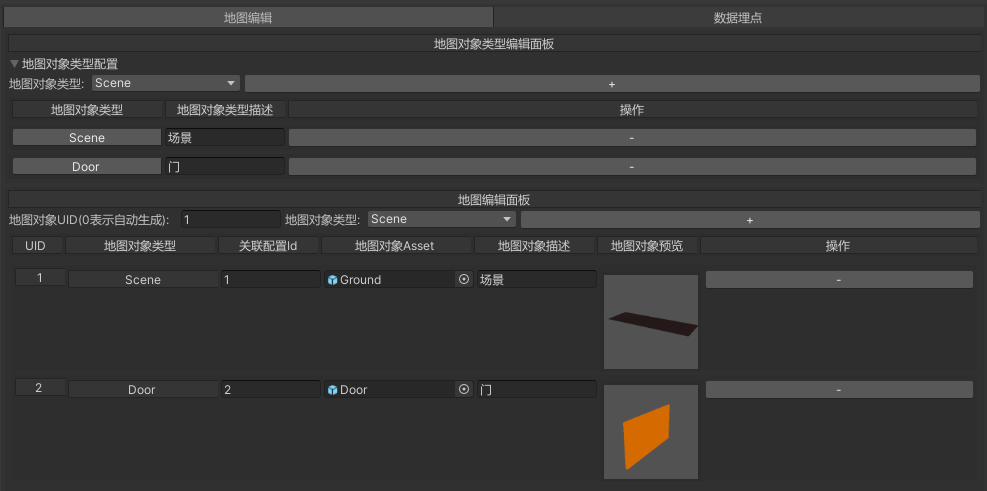 地图编辑 数据埋点
地图对象类型编辑面板
地图对象类型配置
地图对象类型: Scene +
地图对象类型 地图对象类型描述 操作
Scene 场景 -
Door 门 -
地图编辑面板
地图对象UID(0表示自动生成): 1 地图对象类型: Scene +
UID 地图对象类型 关联配置Id 地图对象Asset 地图对象描述 地图对象预览 操作
1 Scene 1 Ground 场景 -
2 Door 2 Door 门 -